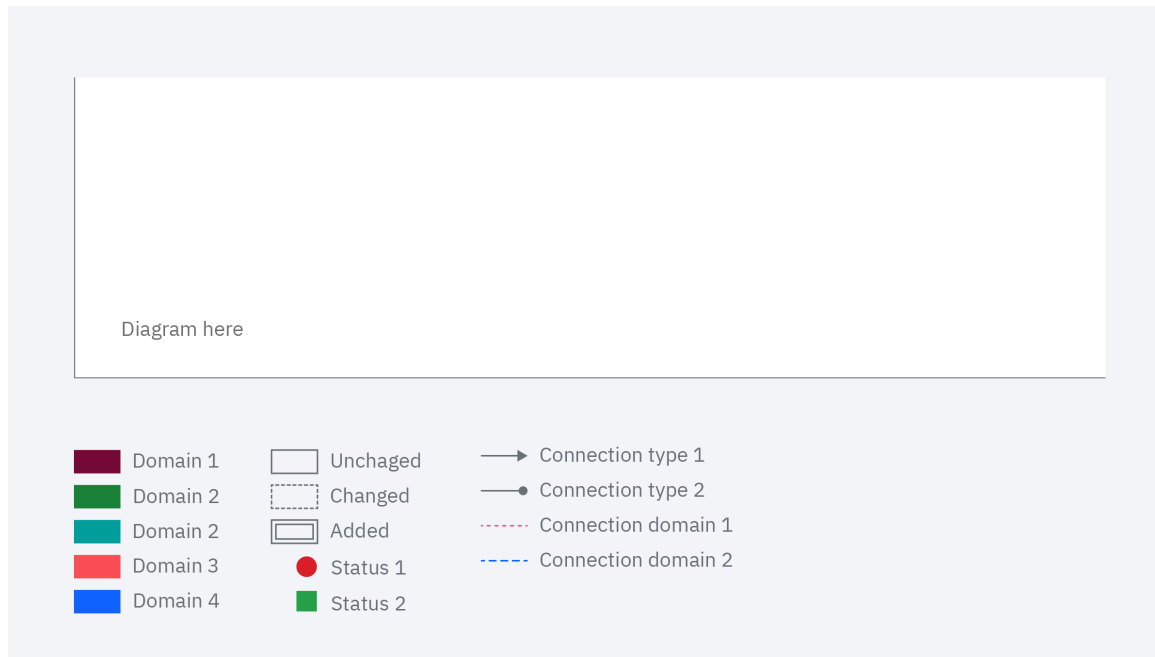 Diagram here
Domain 1
Domain 2
Domain 2
Domain 3
Domain 4
Unchaged
Changed
Added
Status 1
Status 2
Connection type 1
Connection type 2
Connection domain 1
Connection domain 2